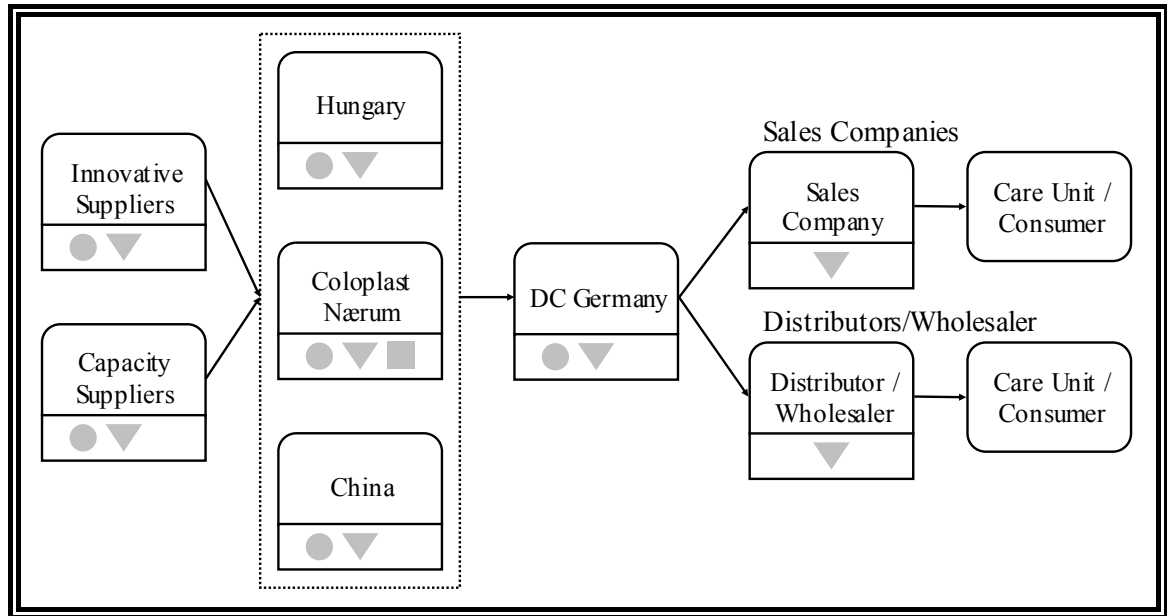 Innovative
Suppliers
Capacity
Suppliers
Hungary
Coloplast
Nærum
China
DC Germany
Sales Companies
Sales
Company
Care Unit /
Consumer
Distributors/Wholesaler
Distributor /
Wholesaler
Care Unit /
Consumer